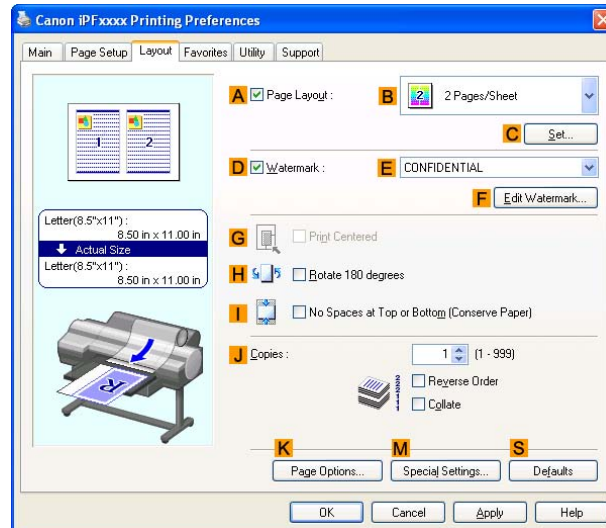 Canon iPFxxxx Printing Preferences
Main Page Setup Layout Favorites Utility Support
A Page Layout : B 2 2 Pages/Sheet
C Set...
1 2
D Watermark : E CONFIDENTIAL
F Edit Watermark...
Letter(8.5"x11") :
8.50 in x 11.00 in
Actual Size
Letter(8.5"x11") :
8.50 in x 11.00 in
G Print Centered
H Rotate 180 degrees
I No Spaces at Top or Bottom (Conserve Paper)
J Copies : 1 (1 - 999)
Reverse Order
Collate
R
K M S
Page Options... Special Settings... Defaults
OK Cancel Apply Help